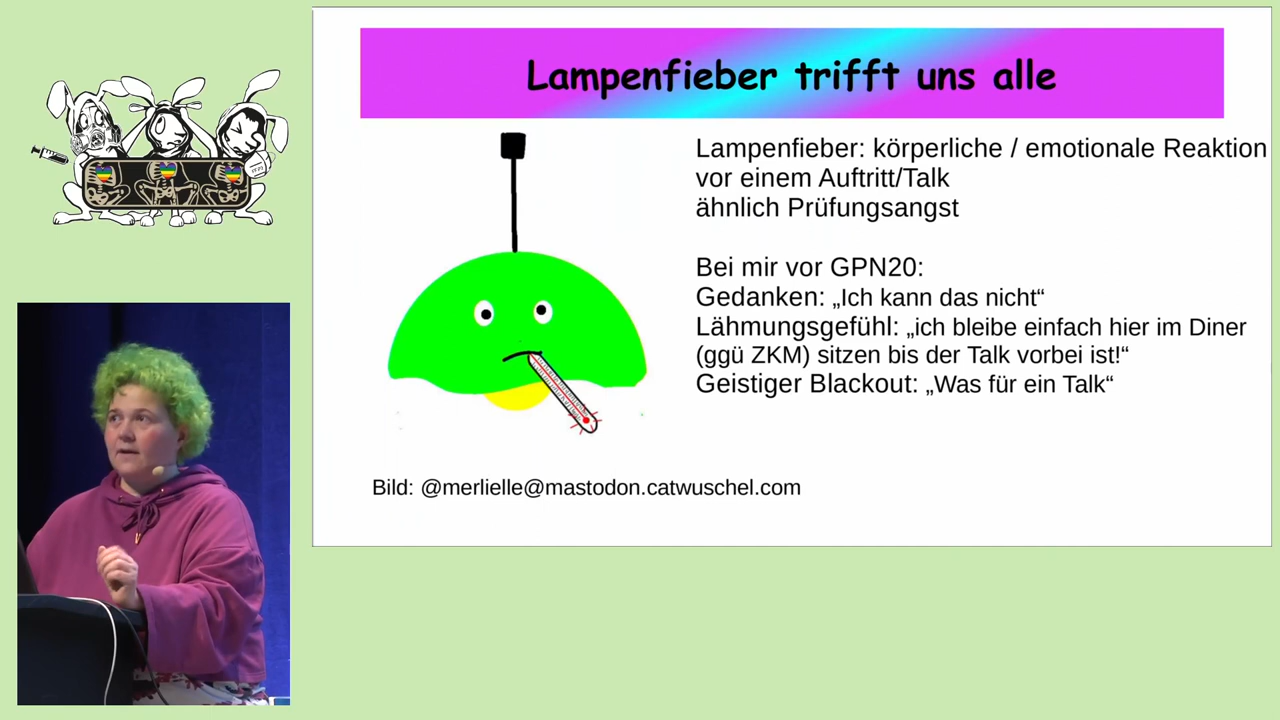 Lampenfieber trifft uns alle
Lampenfieber: körperliche / emotionale Reaktion
vor einem Auftritt/Talk
ähnlich Prüfungsangst
Bei mir vor GPN20:
Gedanken: „Ich kann das nicht“
Lähmungsgefühl: „ich bleibe einfach hier im Diner
(ggü ZKM) sitzen bis der Talk vorbei ist!“
Geistiger Blackout: „Was für ein Talk“
Bild: @merlielle@mastodon.catwuschel.com